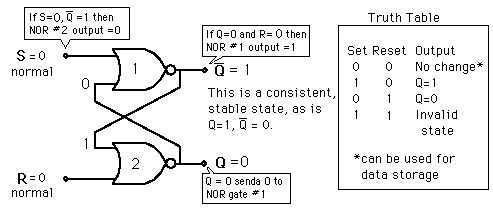 If S=0, Q̅ =1 then
NOR #2 output =0
If Q=0 and R= 0 then
NOR #1 output =1
S = 0
normal
0
1
Q̅ = 1
This is a consistent,
stable state, as is
Q=1, Q̅ = 0.
1
2
Q =0
R= 0
normal
Q = 0 senda 0 to
NOR gate #1
Truth Table
Set Reset Output
0 0 No change*
1 0 Q=1
0 1 Q=0
1 1 Invalid
state
*can be used for
data storage